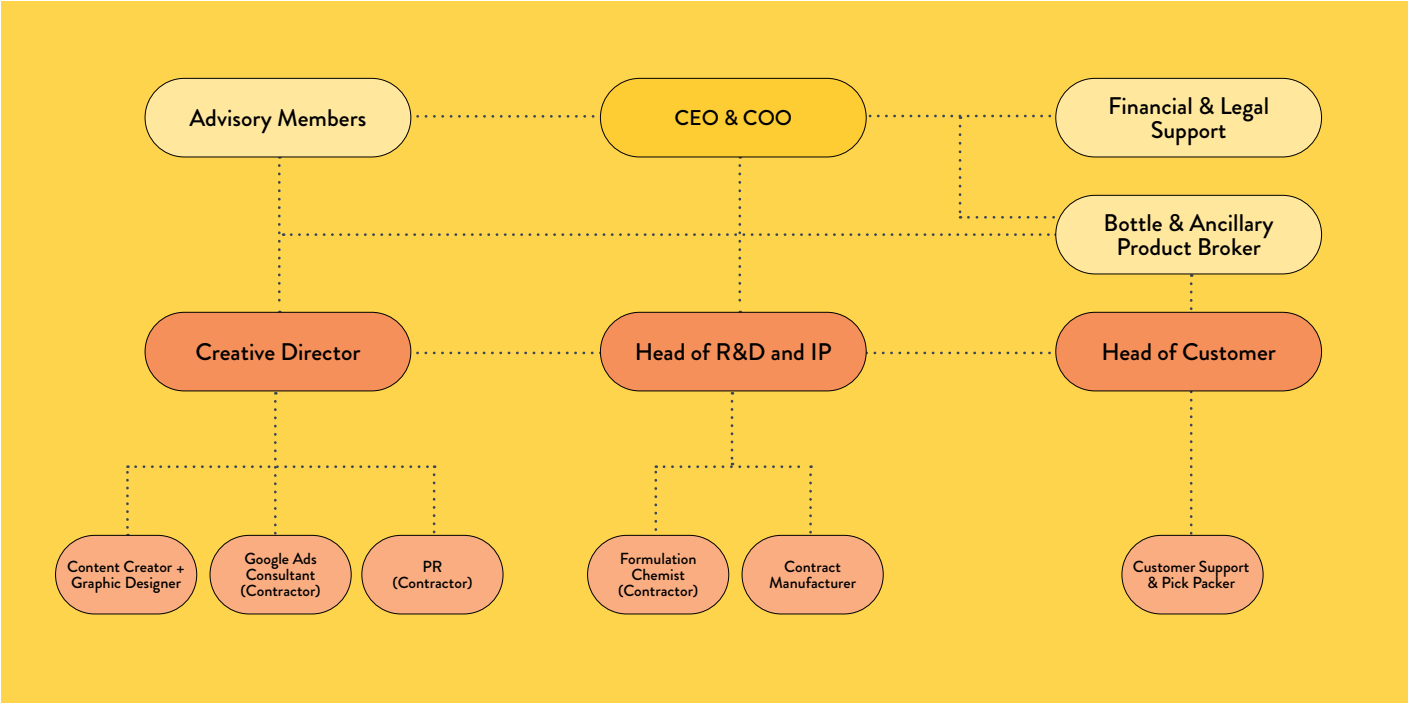 Advisory Members
CEO & COO
Financial & Legal
Support
Bottle & Ancillary
Product Broker
Creative Director
Head of R&D and IP
Head of Customer
Content Creator +
Graphic Designer
Google Ads
Consultant
(Contractor)
PR
(Contractor)
Formulation
Chemist
(Contractor)
Contract
Manufacturer
Customer Support
& Pick Packer